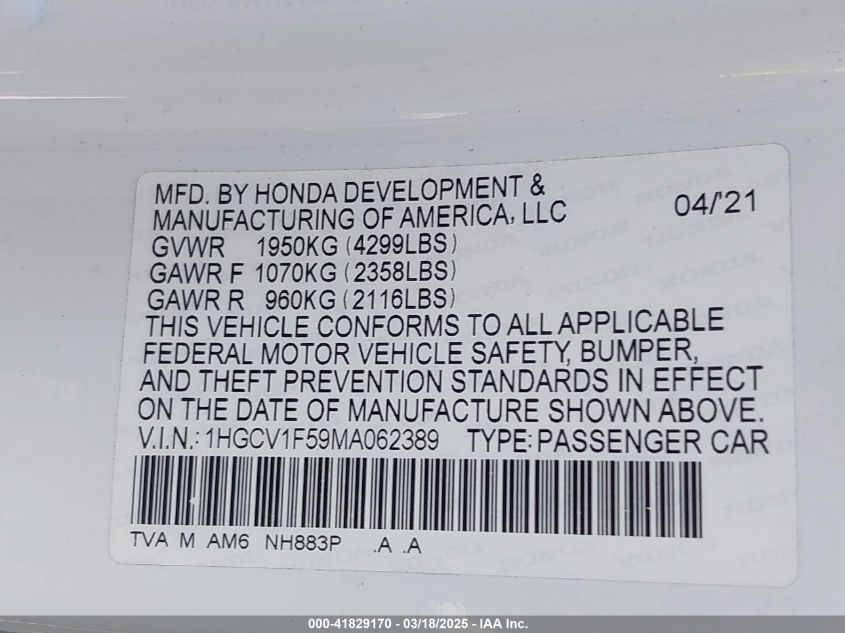 MFD. BY HONDA DEVELOPMENT &
MANUFACTURING OF AMERICA, LLC 04/'21
GVWR 1950KG (4299LBS)
GAWR F 1070KG (2358LBS)
GAWR R 960KG (2116LBS)
THIS VEHICLE CONFORMS TO ALL APPLICABLE
FEDERAL MOTOR VEHICLE SAFETY, BUMPER,
AND THEFT PREVENTION STANDARDS IN EFFECT
ON THE DATE OF MANUFACTURE SHOWN ABOVE.
V.I.N.: 1HGCV1F59MA062389 TYPE: PASSENGER CAR
TVA M AM6 NH883P .A .A
000-41829170 / 03/18/2025 / IAA Inc.